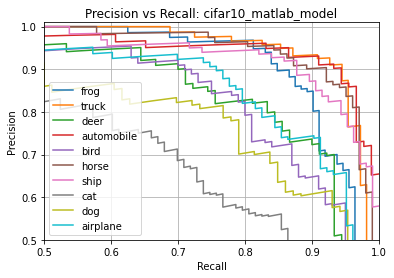 Precision vs Recall: cifar10_matlab_model
1.0
0.9
0.8
0.7
0.6
0.5
Precision
frog
truck
deer
automobile
bird
horse
ship
cat
dog
airplane
0.5 0.6 0.7 0.8 0.9 1.0
Recall